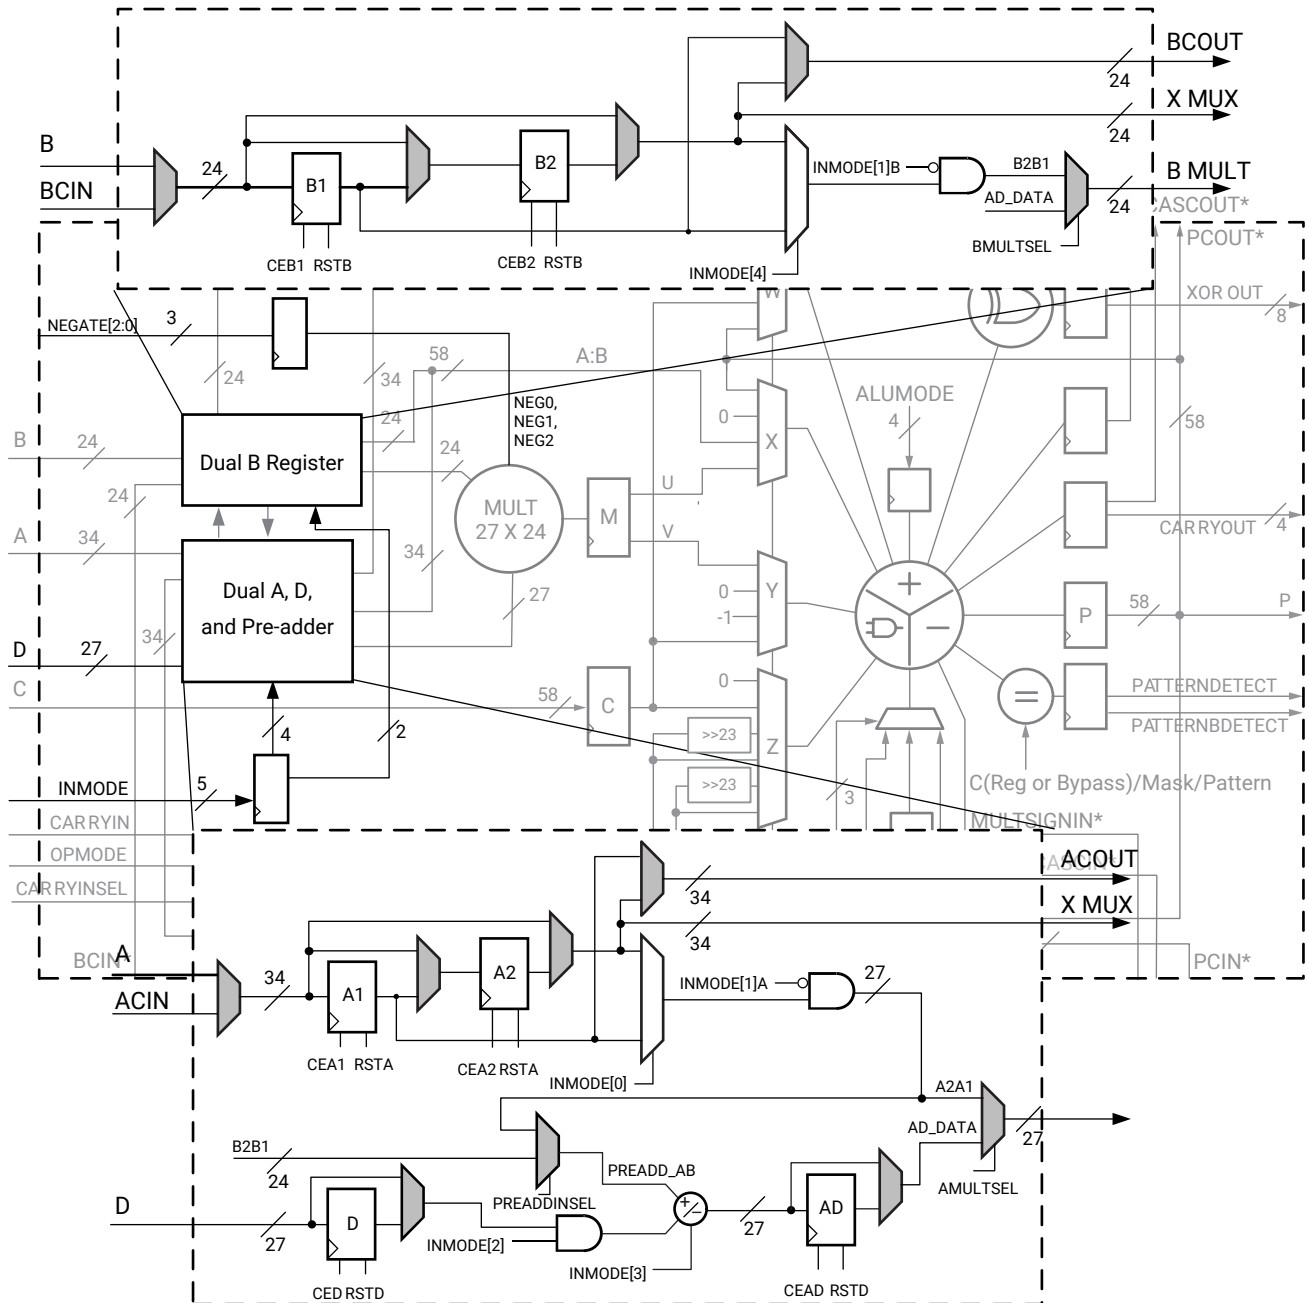 BCOUT
24
X MUX
24
B
BCIN
24
B1
B2
INMODE[1]B
B2B1
AD_DATA
B MULT
24
CEB1 RSTB
CEB2 RSTB
BMULTSEL
INMODE[4]
CASCOUT*
PCOUT*
W
XOR OUT
8
NEGATE[2:0]
3
24
34
58
A:B
NEG0,
NEG1,
NEG2
24
24
B
24
Dual B Register
24
A
34
MULT
27 X 24
M
U
V
0
X
ALUMODE
4
58
CARRYOUT
4
34
Dual A, D,
and Pre-adder
27
34
0
-1
Y
P
58
P
D
27
C
58
C
0
>>23
>>23
Z
=
PATTERNDETECT
PATTERNBDETECT
4
2
3
C(Reg or Bypass)/Mask/Pattern
INMODE
5
CARRYIN
OPMODE
CARRYINSEL
MULTSIGNIN*
CASCIN*
BCIN*
PCIN*
ACOUT
34
X MUX
34
A
ACIN
34
A1
A2
INMODE[1]A
27
CEA1 RSTA
CEA2 RSTA
INMODE[0]
A2A1
AD_DATA
27
AMULTSEL
B2B1
24
PREADDINSEL
PREADD_AB
D
27
D
INMODE[2]
INMODE[3]
27
AD
CED RSTD
CEAD RSTD